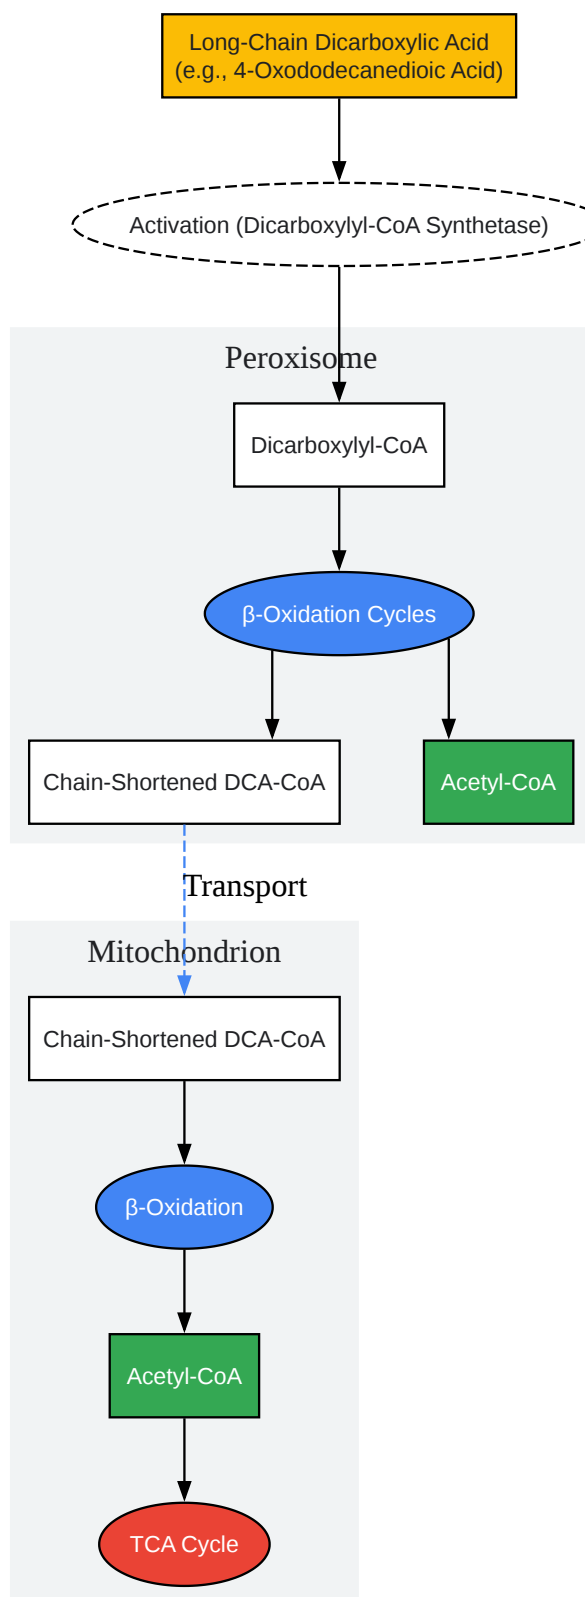 Long-Chain Dicarboxylic Acid
(e.g., 4-Oxododecanedioic Acid)
Activation (Dicarboxylyl-CoA Synthetase)
Peroxisome
Dicarboxylyl-CoA
β-Oxidation Cycles
Chain-Shortened DCA-CoA
Acetyl-CoA
Transport
Mitochondrion
Chain-Shortened DCA-CoA
β-Oxidation
Acetyl-CoA
TCA Cycle